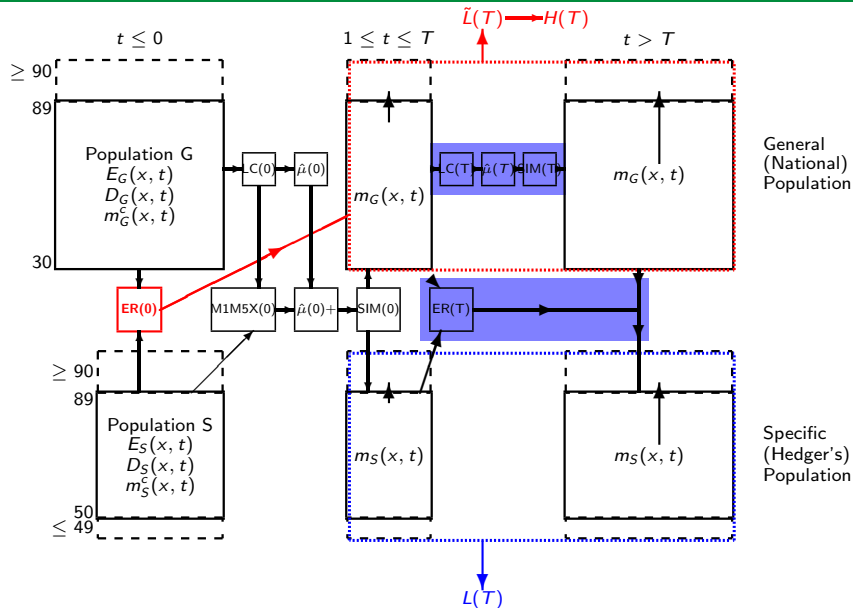 L̃(T) H(T)
t ≤ 0
1 ≤ t ≤ T
t > T
≥ 90
89
30
Population G
E_G(x, t)
D_G(x, t)
m^c_G(x, t)
LC(0)
μ̂(0)
m_G(x, t)
LC(T)
μ̂(T)
SIM(T)
m_G(x, t)
General
(National)
Population
ER(0)
M1M5X(0)
μ̂(0)+
SIM(0)
ER(T)
≥ 90
89
50
≤ 49
Population S
E_S(x, t)
D_S(x, t)
m^c_S(x, t)
m_S(x, t)
m_S(x, t)
Specific
(Hedger's)
Population
L(T)